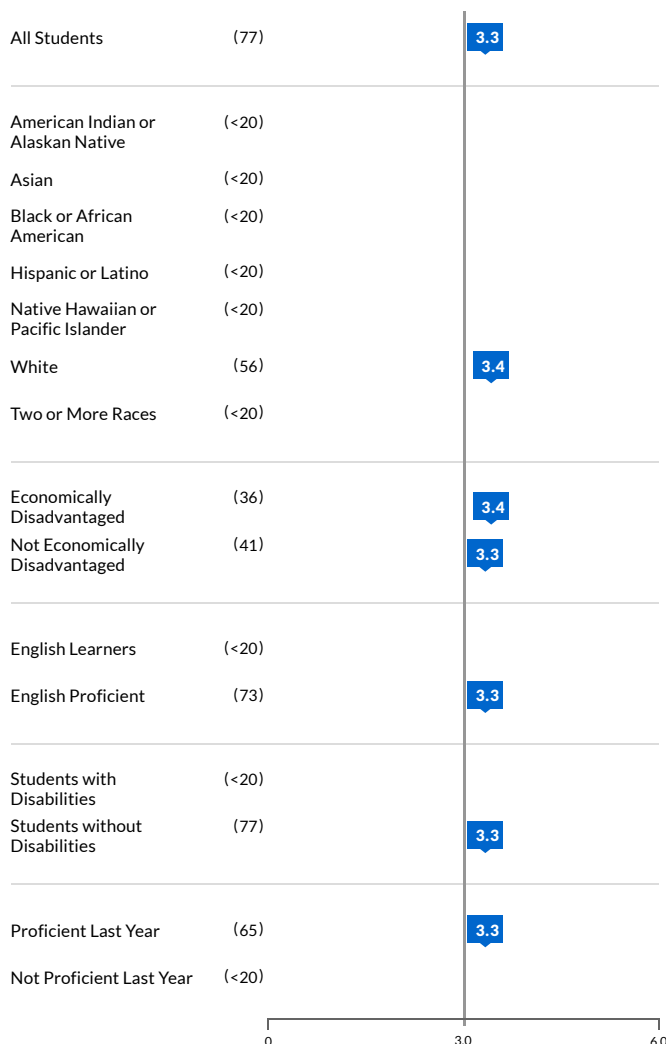 All Students (77) 3.3
American Indian or (<20)
Alaskan Native
Asian (<20)
Black or African (<20)
American
Hispanic or Latino (<20)
Native Hawaiian or (<20)
Pacific Islander
White (56) 3.4
Two or More Races (<20)
Economically (36) 3.4
Disadvantaged
Not Economically (41) 3.3
Disadvantaged
English Learners (<20)
English Proficient (73) 3.3
Students with (<20)
Disabilities
Students without (77) 3.3
Disabilities
Proficient Last Year (65) 3.3
Not Proficient Last Year (<20)
0 3.0 6.0